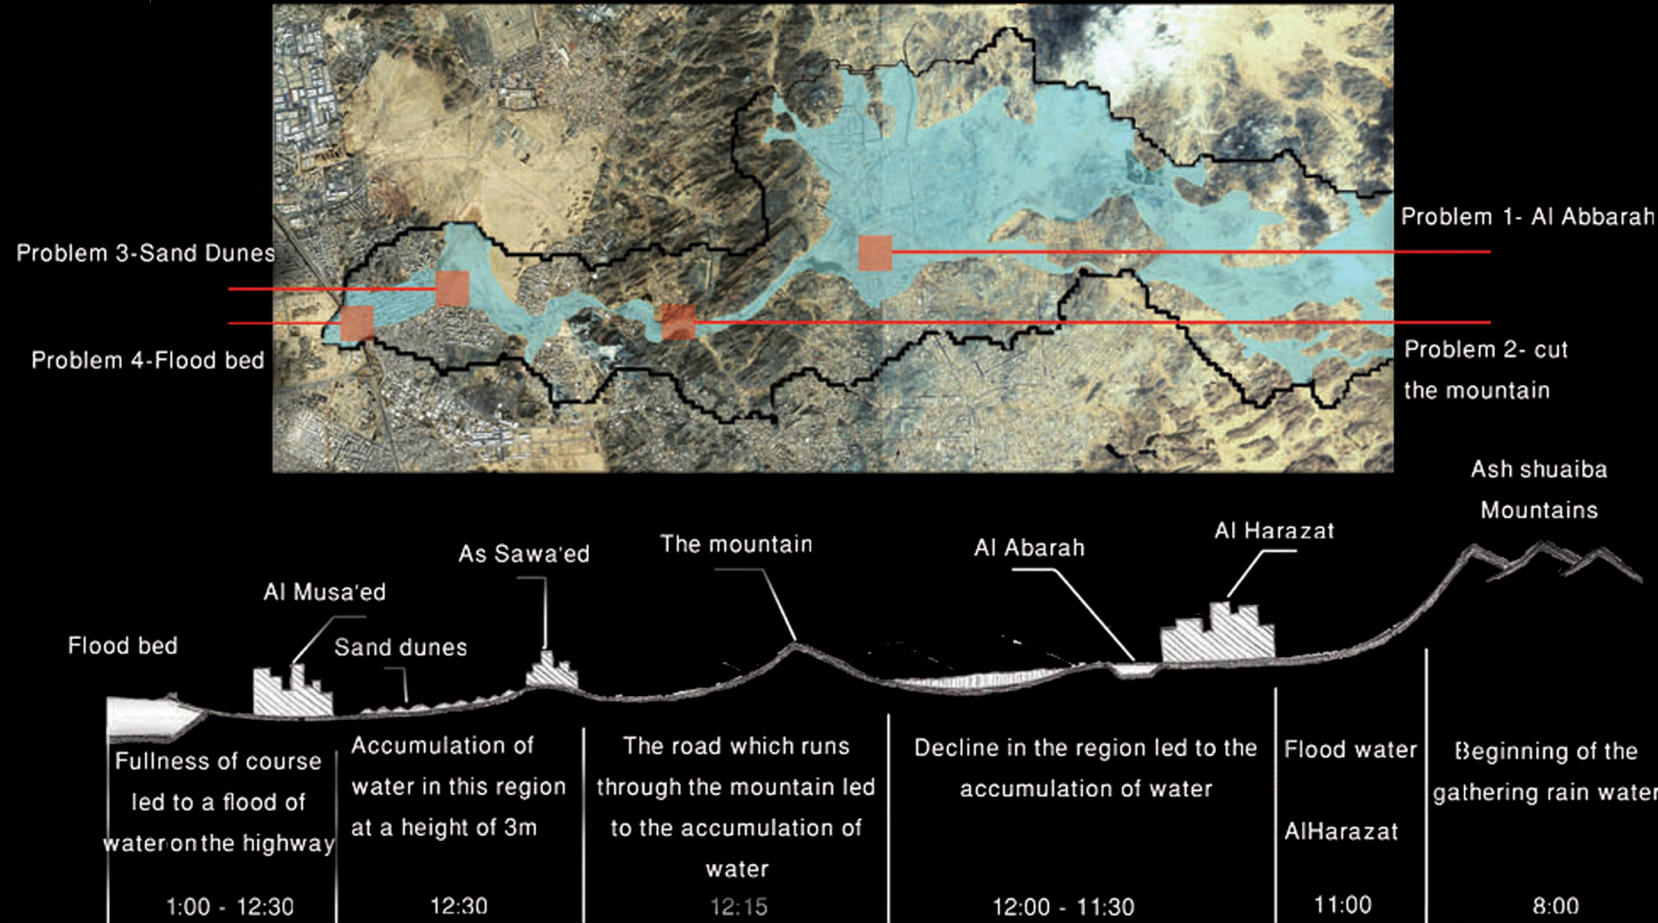 Problem 1- Al Abbarah
Problem 3-Sand Dunes
Problem 4-Flood bed
Problem 2- cut
the mountain
Ash shuaiba
Mountains
Al Harazat
Al Abarah
The mountain
As Sawa'ed
Al Musa'ed
Sand dunes
Flood bed
Fullness of course
led to a flood of
water on the highway
1:00 - 12:30
Accumulation of
water in this region
at a height of 3m
12:30
The road which runs
through the mountain led
to the accumulation of
water
12:15
Decline in the region led to the
accumulation of water
12:00 - 11:30
Flood water
AlHarazat
11:00
Beginning of the
gathering rain water
8:00